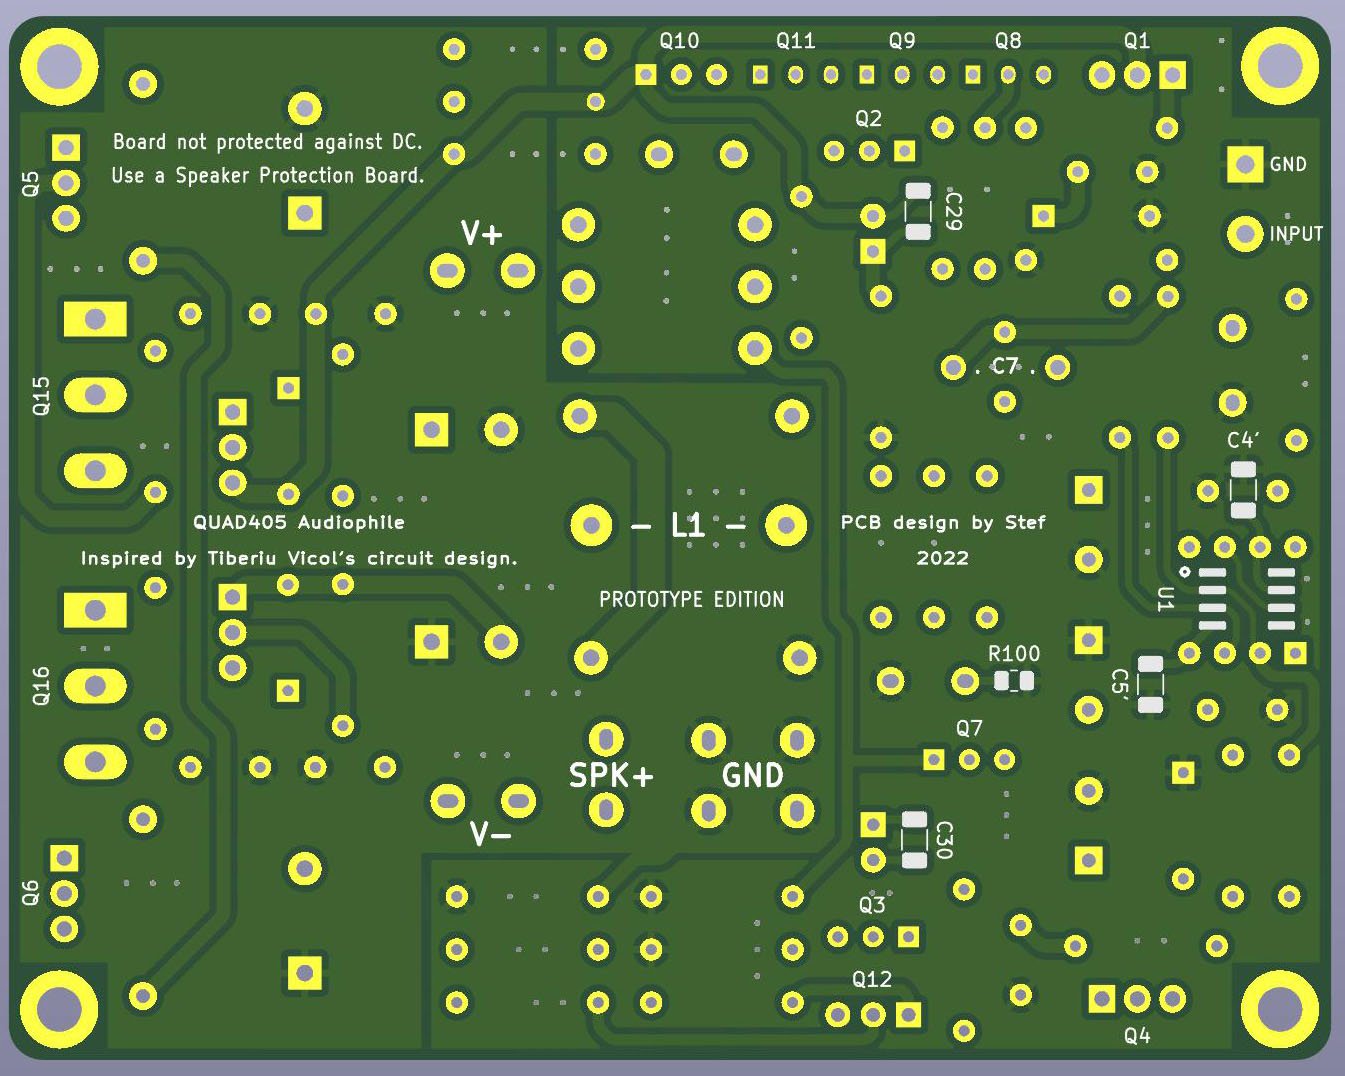 Q10 Q11 Q9 Q8 Q1
Q2
Board not protected against DC.
Use a Speaker Protection Board.
GND
Q5
C29
V+
INPUT
. C7 .
Q15
C4'
QUAD405 Audiophile
- L1 -
PCB design by Stef
Inspired by Tiberiu Vicol's circuit design.
2022
PROTOTYPE EDITION
U1
R100
Q16
C5'
Q7
SPK+ GND
V-
C30
Q6
Q3
Q12
Q4